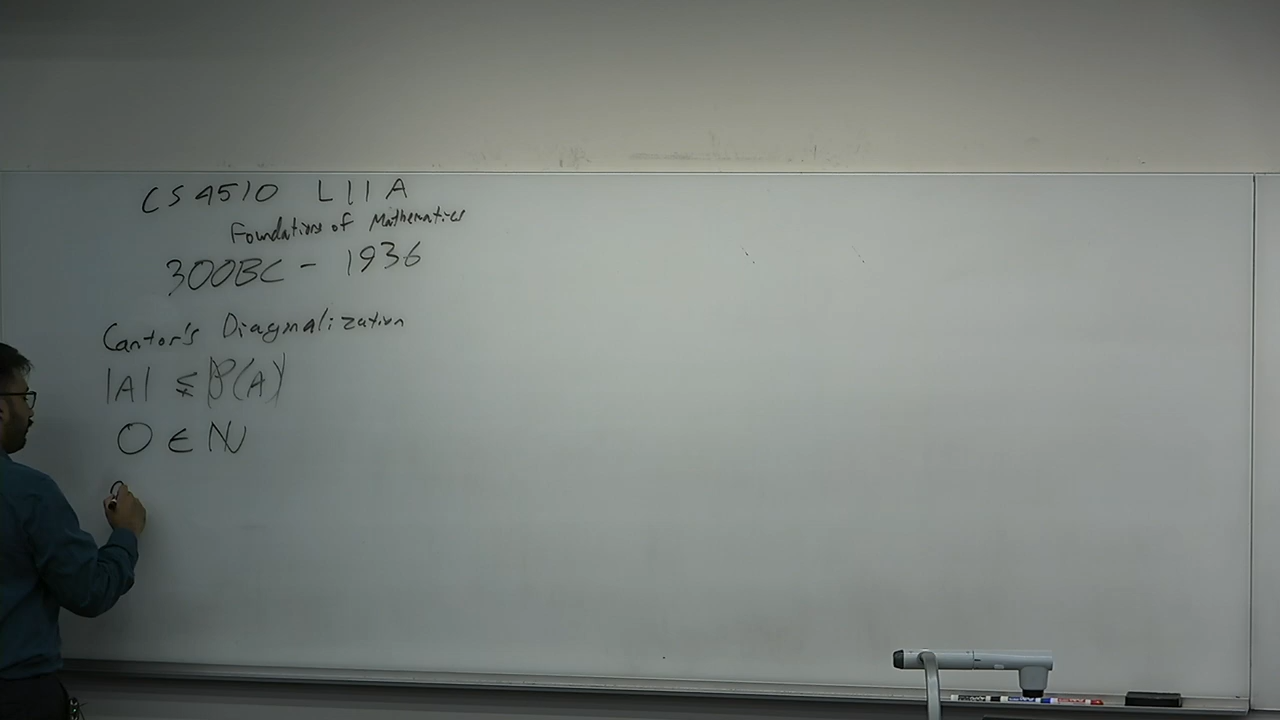 CS 4510 L11A
Foundations of Mathematics
300BC - 1936
Cantor's Diagonalization
|A| ⪇ |P(A)|
0 ∈ ℕ